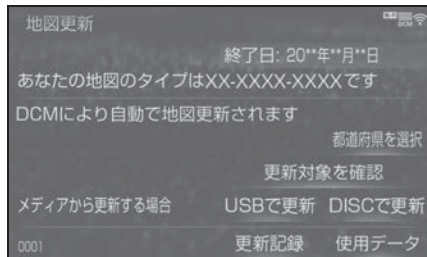 地図更新
DCM
終了日: 20**年**月**日
あなたの地図のタイプはXX-XXXX-XXXXです
DCMにより自動で地図更新されます
都道府県を選択
更新対象を確認
メディアから更新する場合 USBで更新 DISCで更新
0001 更新記録 使用データ